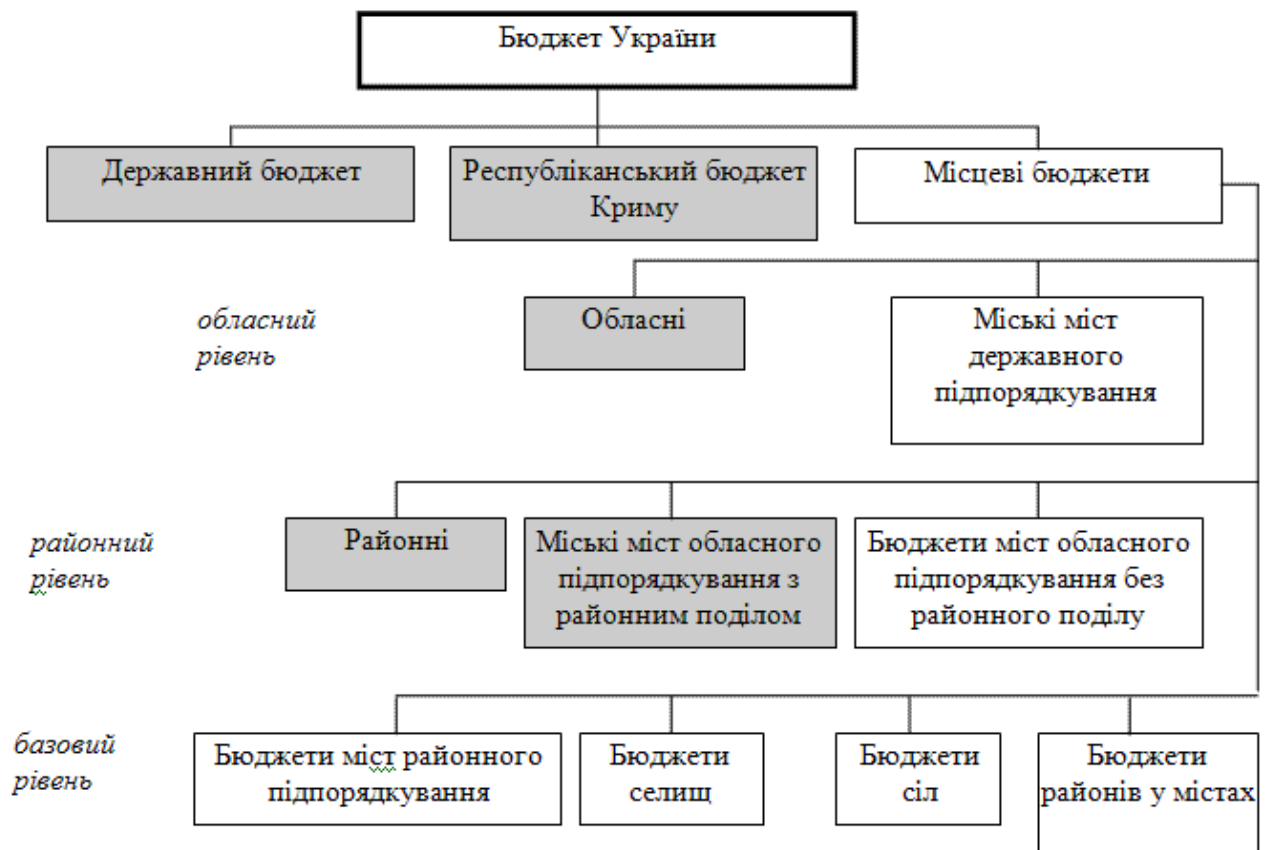 Бюджет України
Державний бюджет
Республіканський бюджет
Криму
Місцеві бюджети
обласний
рівень
Обласні
Міські міст
державного
підпорядкування
районний
рівень
Районні
Міські міст обласного
підпорядкування з
районним поділом
Бюджети міст обласного
підпорядкування без
районного поділу
базовий
рівень
Бюджети міст районного
підпорядкування
Бюджети
селищ
Бюджети
сіл
Бюджети
районів у містах